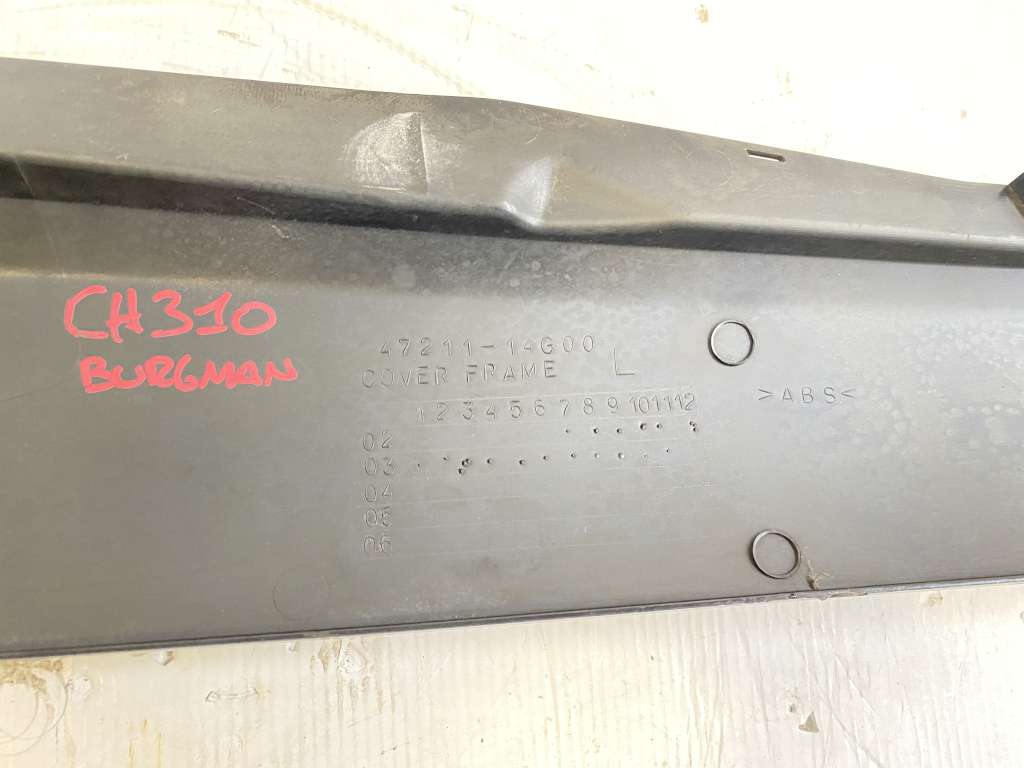 CH310
BURGMAN
47211-14G00
COVER FRAME L
>ABS<
1 2 3 4 5 6 7 8 9 10 11 12
02
03
04
05
06